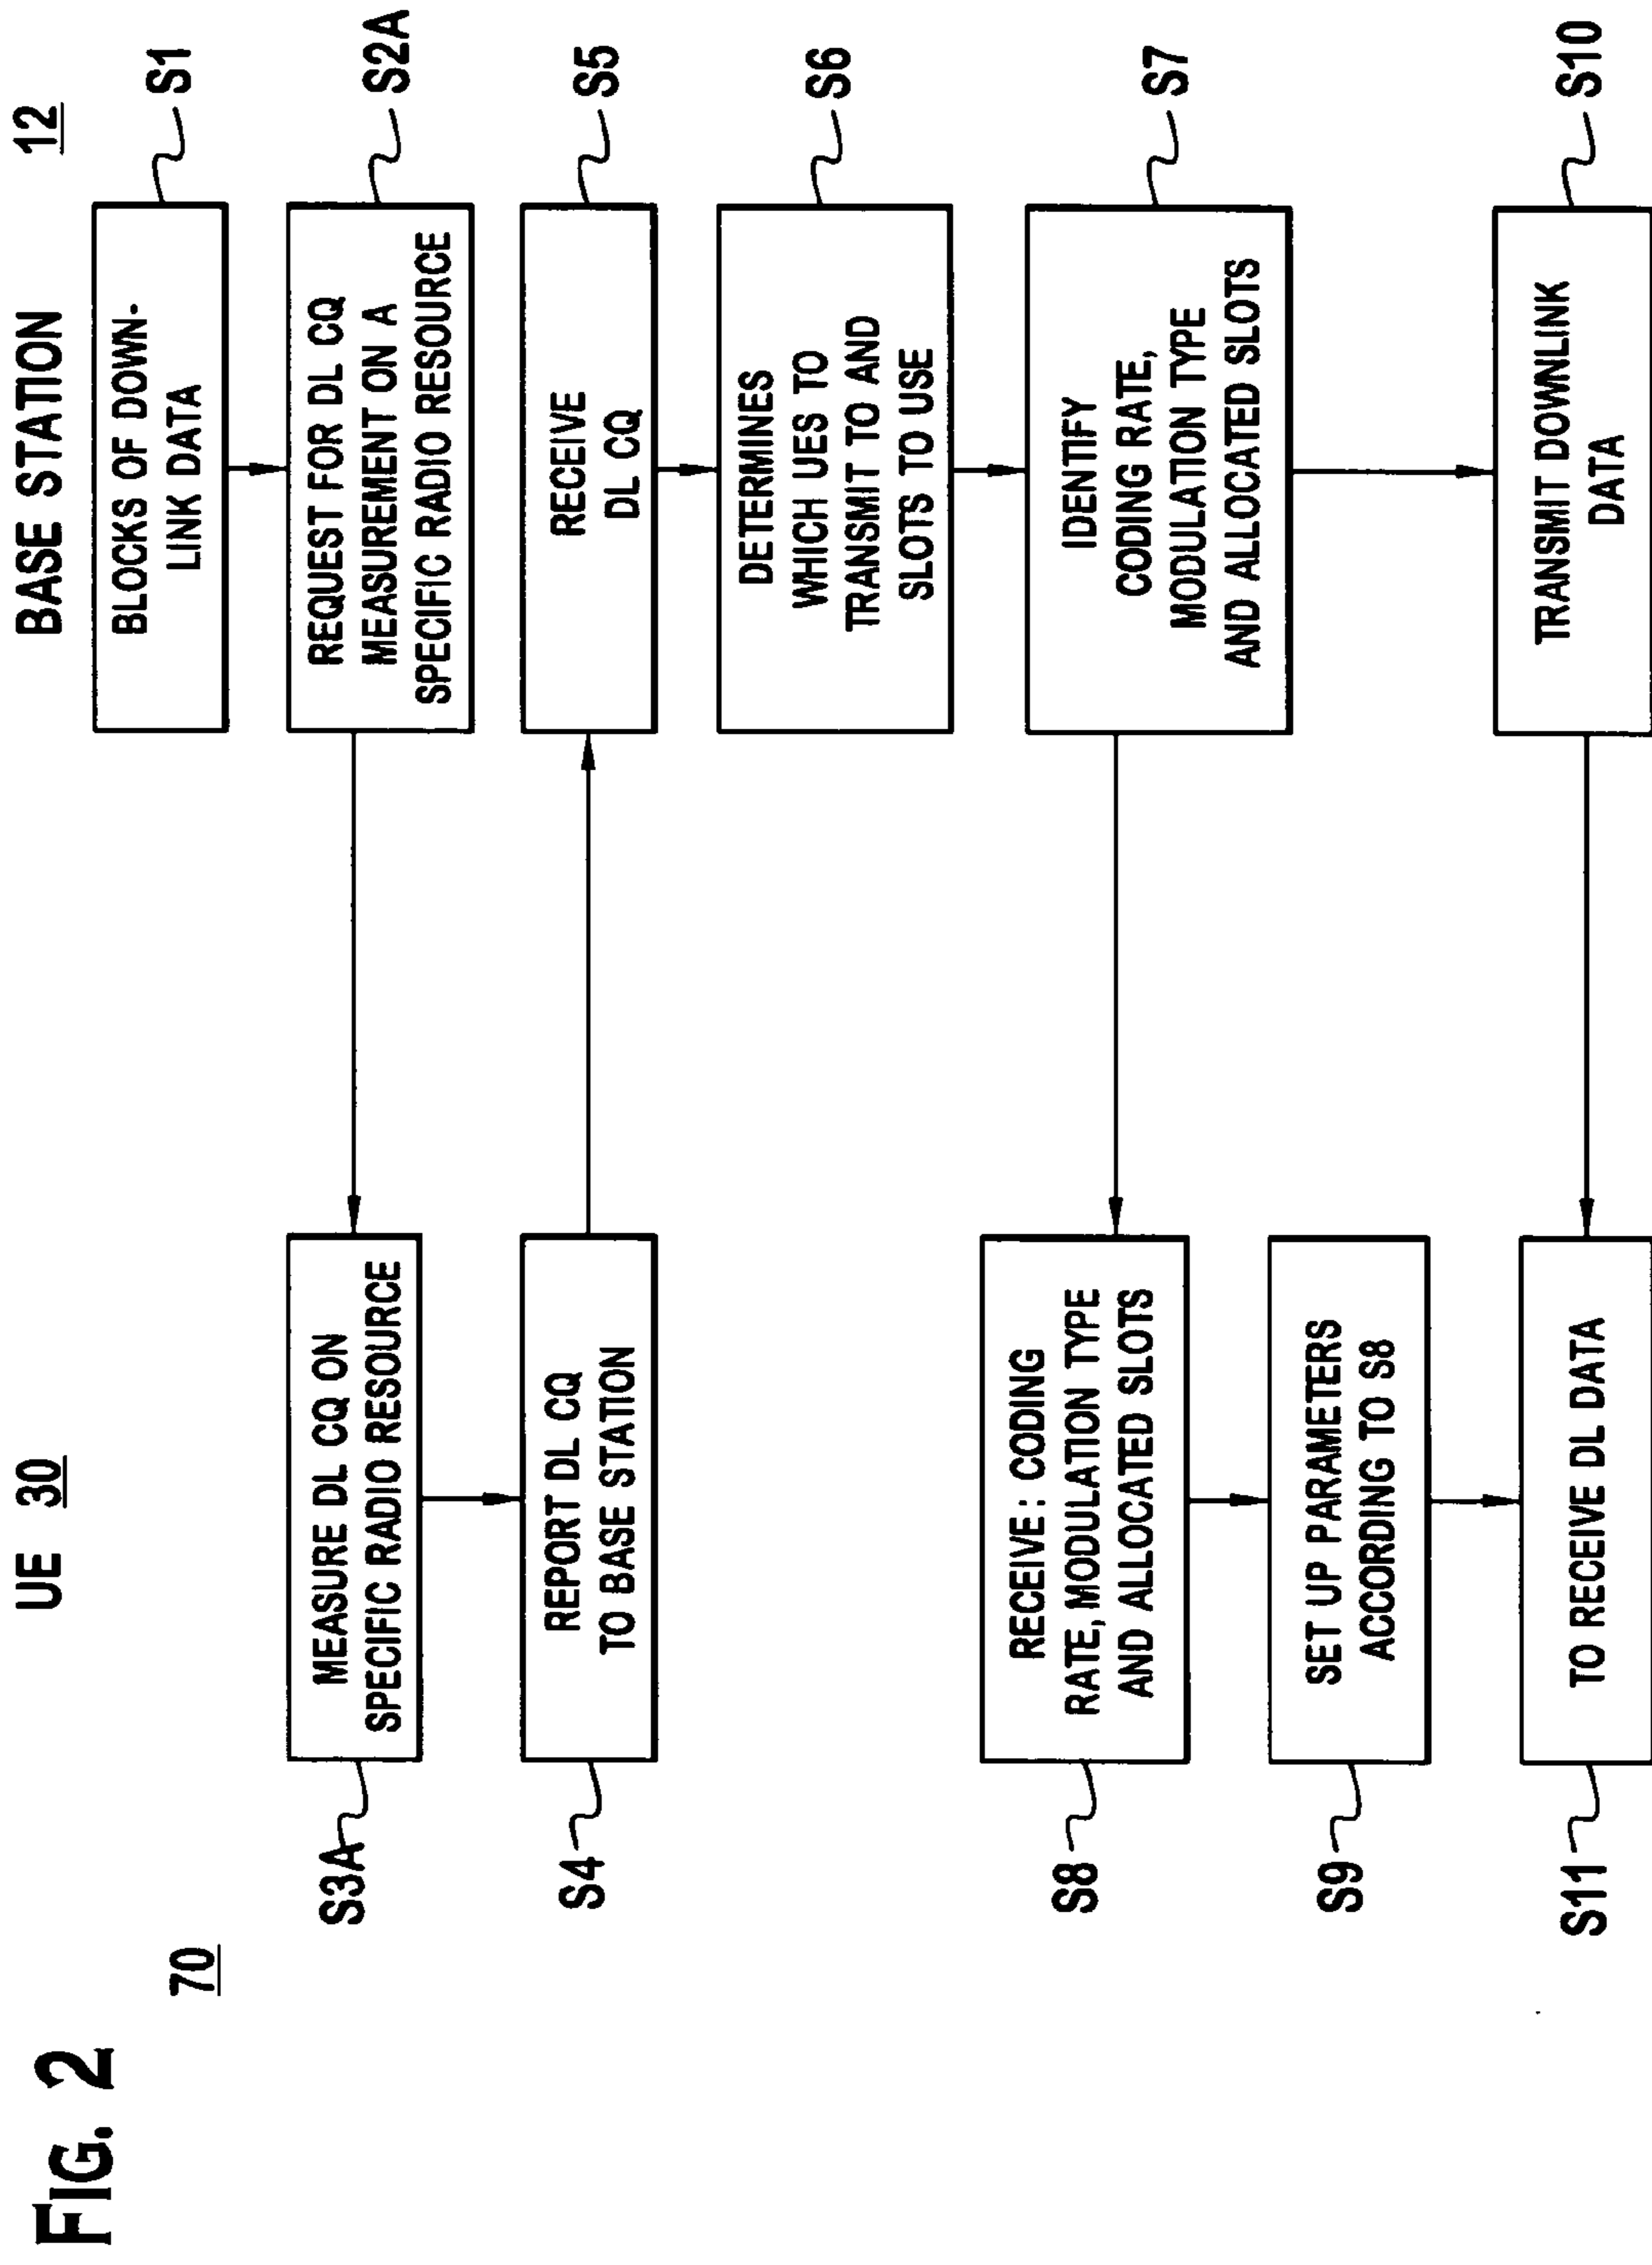 FIG. 2
70
UE 30
BASE STATION 12
BLOCKS OF DOWN-
LINK DATA
S1
REQUEST FOR DL CQ
MEASUREMENT ON A
SPECIFIC RADIO RESOURCE
S2A
S3A
MEASURE DL CQ ON
SPECIFIC RADIO RESOURCE
S4
REPORT DL CQ
TO BASE STATION
RECEIVE
DL CQ
S5
DETERMINES
WHICH UES TO
TRANSMIT TO AND
SLOTS TO USE
S6
IDENTIFY
CODING RATE,
MODULATION TYPE
AND ALLOCATED SLOTS
S7
S8
RECEIVE : CODING
RATE, MODULATION TYPE
AND ALLOCATED SLOTS
S9
SET UP PARAMETERS
ACCORDING TO S8
TRANSMIT DOWNLINK
DATA
S10
S11
TO RECEIVE DL DATA